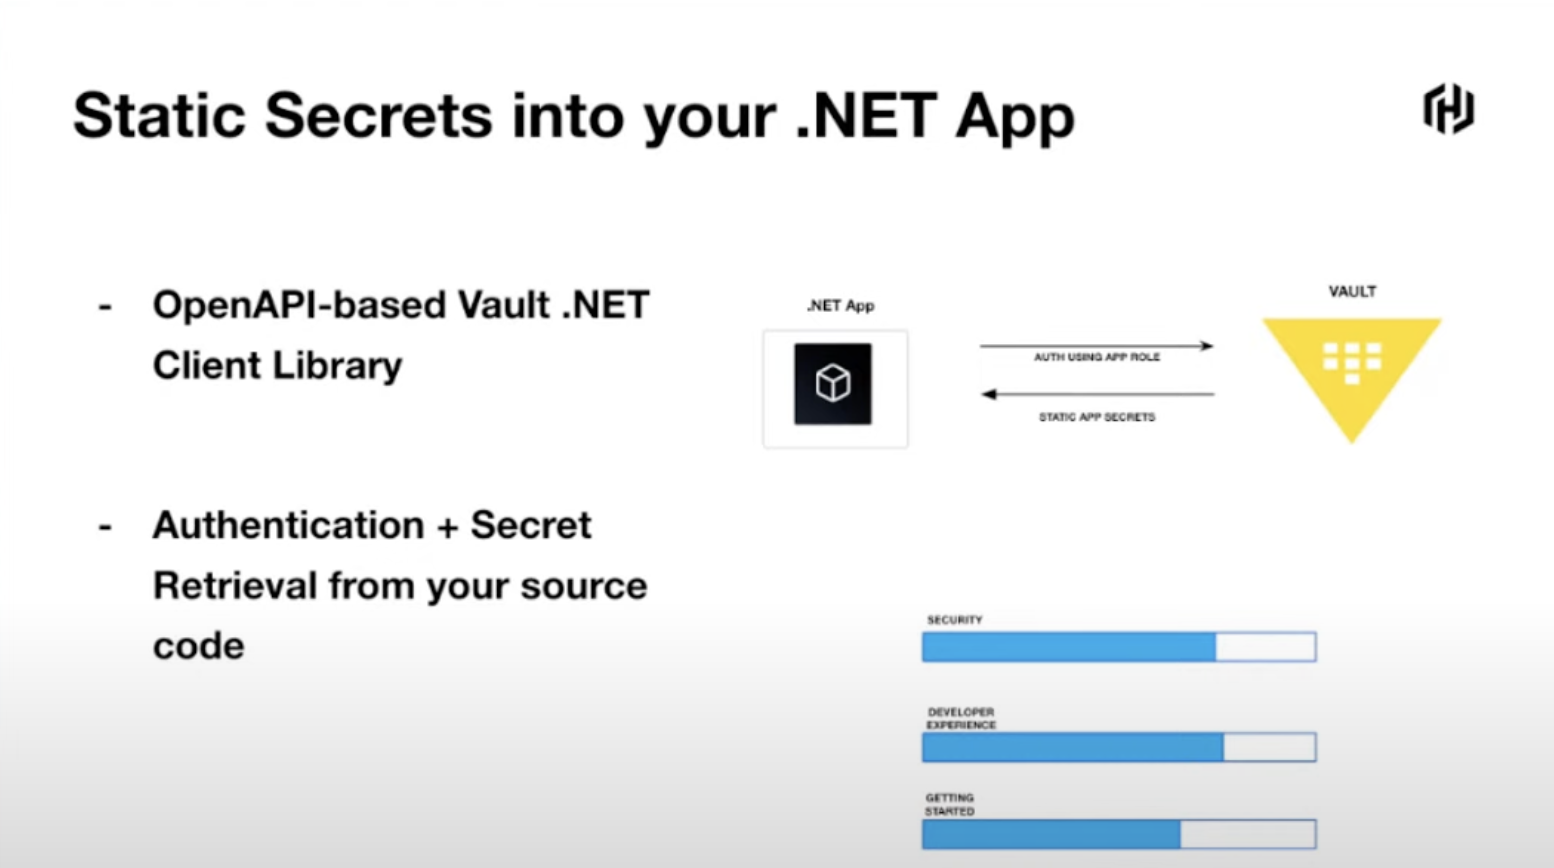 Static Secrets into your .NET App
- OpenAPI-based Vault .NET
Client Library
- Authentication + Secret
Retrieval from your source
code
.NET App
AUTH USING APP ROLE
STATIC APP SECRETS
VAULT
SECURITY
DEVELOPER
EXPERIENCE
GETTING
STARTED